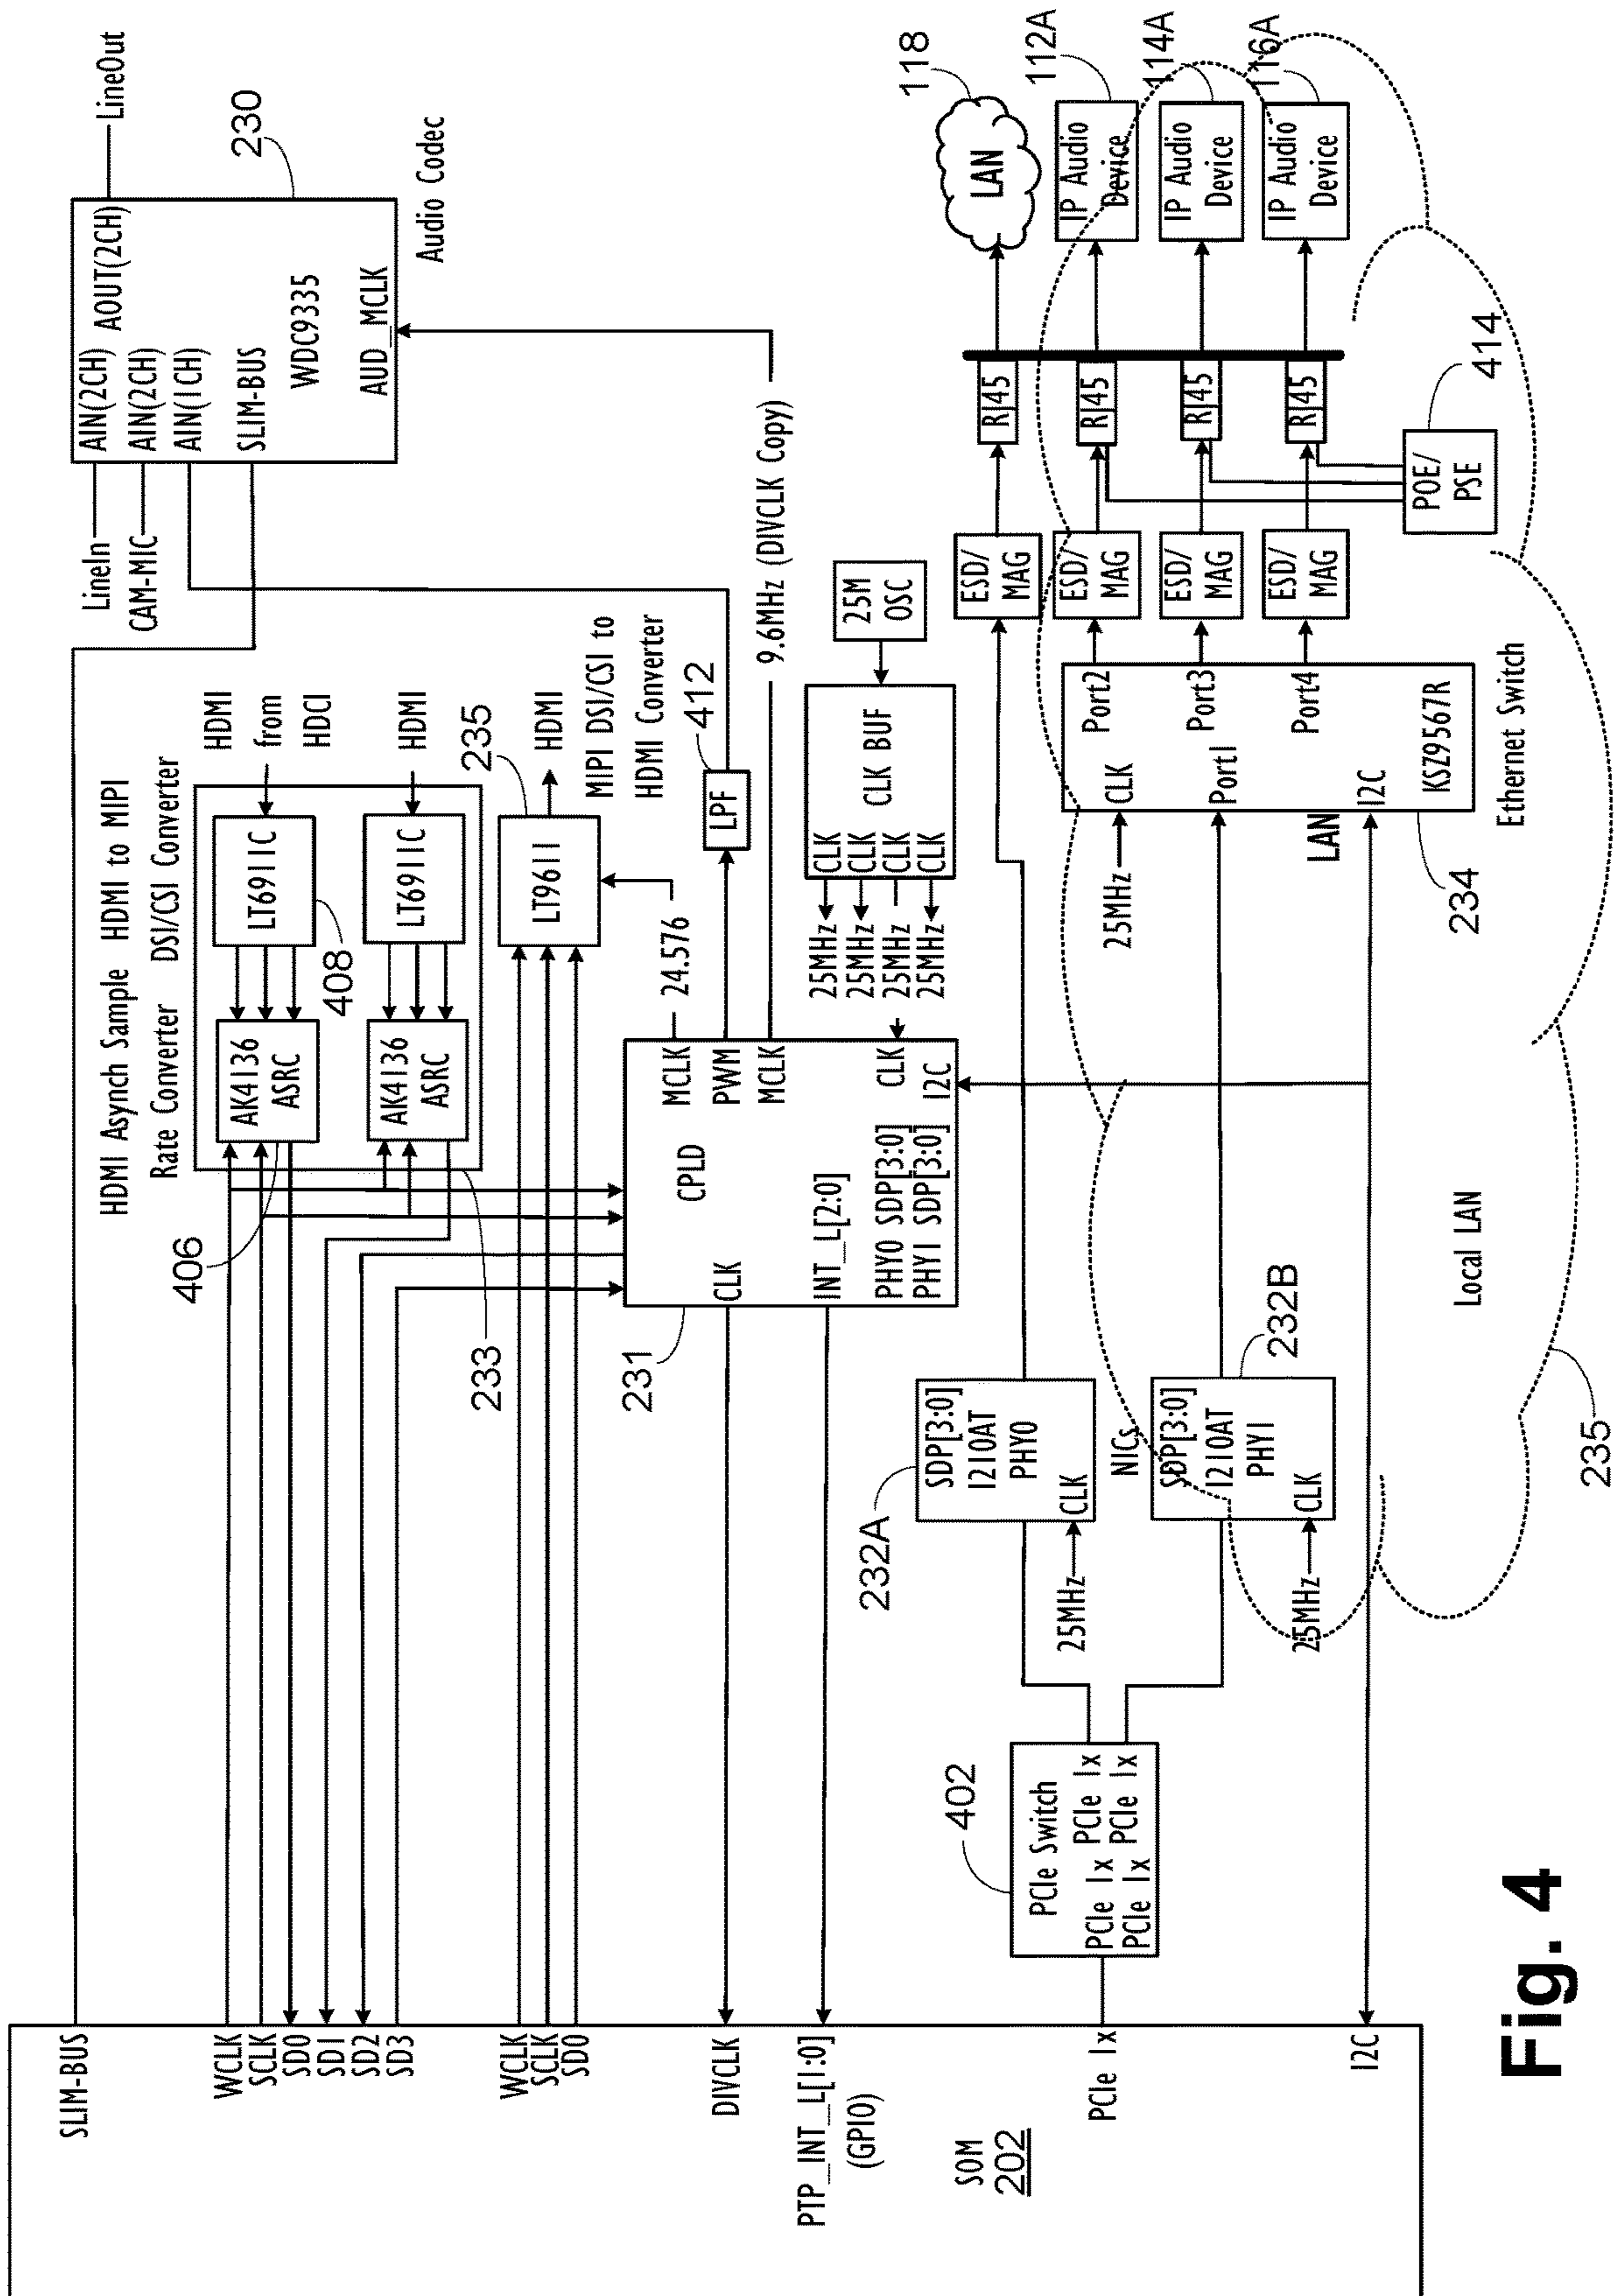 SLIM-BUS
WCLK
SCLK
SD0
SD1
SD2
SD3
WCLK
SCLK
SD0
DIVCLK
PTP_INT_L[1:0]
(GPIO)
SOM
202
PCIe 1x
I2C
HDMI Asynch Sample
Rate Converter
HDMI to MIPI
DSI/CSI Converter
AK4136
ASRC
LT6911C
HDMI
from
HDCI
406
408
AK4136
ASRC
LT6911C
HDMI
233
LT9611
235
HDMI
MIPI DSI/CSI to
HDMI Converter
24.576
LineIn
CAM-MIC
AIN(2CH)
AOUT(2CH)
AIN(2CH)
AIN(1CH)
SLIM-BUS
WDC9335
AUD_MCLK
LineOut
230
Audio Codec
231
CPLD
CLK
INT_L[2:0]
PHY0 SDP[3:0]
PHY1 SDP[3:0]
MCLK
PWM
MCLK
CLK
I2C
LPF
412
9.6MHz (DIVCLK Copy)
25MHz
25MHz
25MHz
25MHz
CLK
CLK
CLK
CLK
CLK BUF
25M
OSC
402
PCIe Switch
PCIe 1x PCIe 1x
PCIe 1x PCIe 1x
232A
SDP[3:0]
I210AT
PHY0
CLK
25MHz
NICs
232B
SDP[3:0]
I210AT
PHY1
CLK
25MHz
25MHz
CLK
Port1
LAN
I2C
Port2
Port3
Port4
KSZ9567R
234
Ethernet Switch
ESD/
MAG
ESD/
MAG
ESD/
MAG
ESD/
MAG
RJ45
RJ45
RJ45
RJ45
POE/
PSE
414
LAN
118
IP Audio
Device
112A
IP Audio
Device
114A
IP Audio
Device
116A
Local LAN
235
Fig. 4